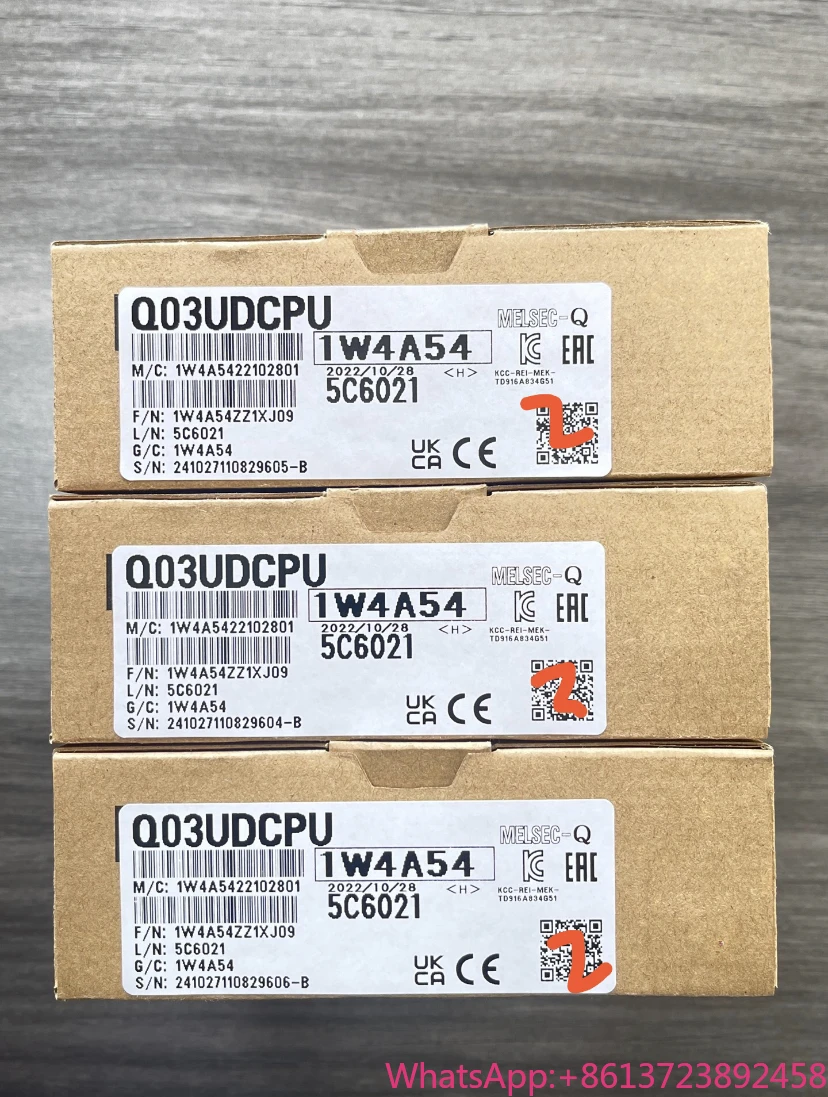 Q03UDCPU
MELSEC-Q
1W4A54
M/C: 1W4A5422102801
2022/10/28 <H>
KCC-REI-MEK-
TD916A834G51
EAC
5C6021
F/N: 1W4A54ZZ1XJ09
L/N: 5C6021
G/C: 1W4A54
S/N: 241027110829605-B
UK
CA CE
Q03UDCPU
MELSEC-Q
1W4A54
M/C: 1W4A5422102801
2022/10/28 <H>
KCC-REI-MEK-
TD916A834G51
EAC
5C6021
F/N: 1W4A54ZZ1XJ09
L/N: 5C6021
G/C: 1W4A54
S/N: 241027110829604-B
UK
CA CE
Q03UDCPU
MELSEC-Q
1W4A54
M/C: 1W4A5422102801
2022/10/28 <H>
KCC-REI-MEK-
TD916A834G51
EAC
5C6021
F/N: 1W4A54ZZ1XJ09
L/N: 5C6021
G/C: 1W4A54
S/N: 241027110829606-B
UK
CA CE
WhatsApp:+8613723892458